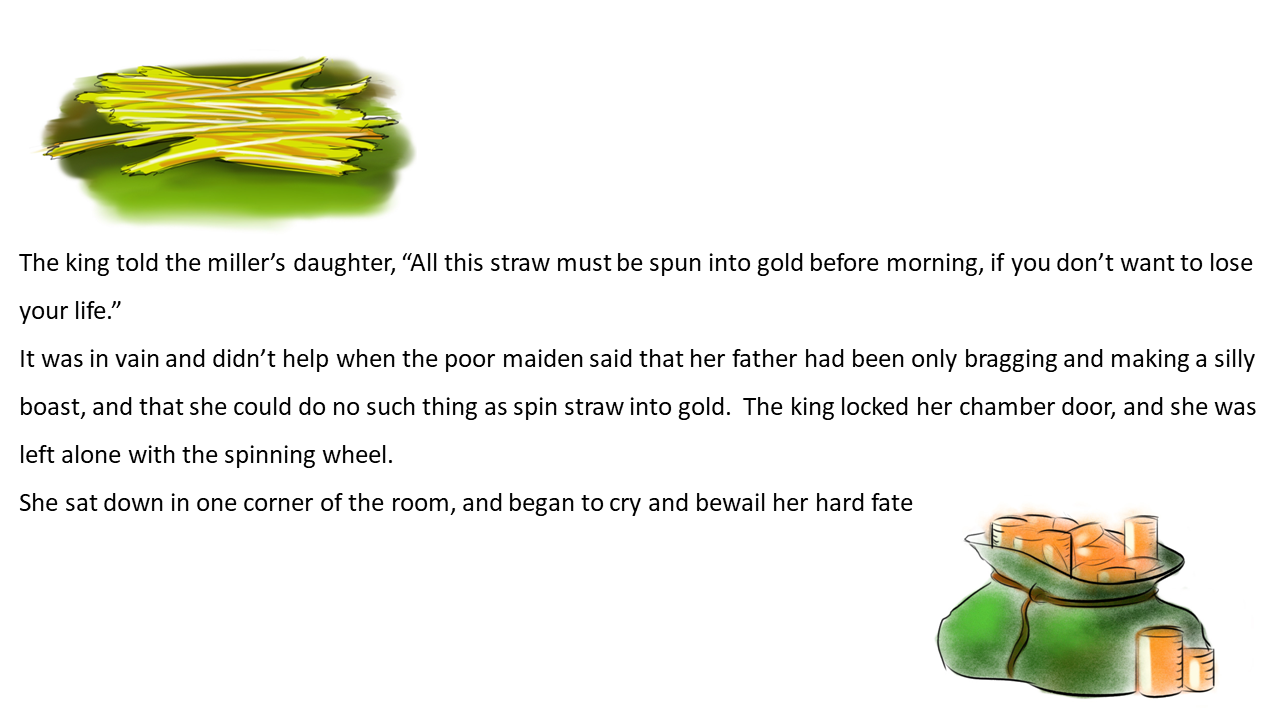 The king told the miller’s daughter, “All this straw must be spun into gold before morning, if you don’t want to lose
your life.”
It was in vain and didn’t help when the poor maiden said that her father had been only bragging and making a silly
boast, and that she could do no such thing as spin straw into gold.  The king locked her chamber door, and she was
left alone with the spinning wheel.
She sat down in one corner of the room, and began to cry and bewail her hard fate